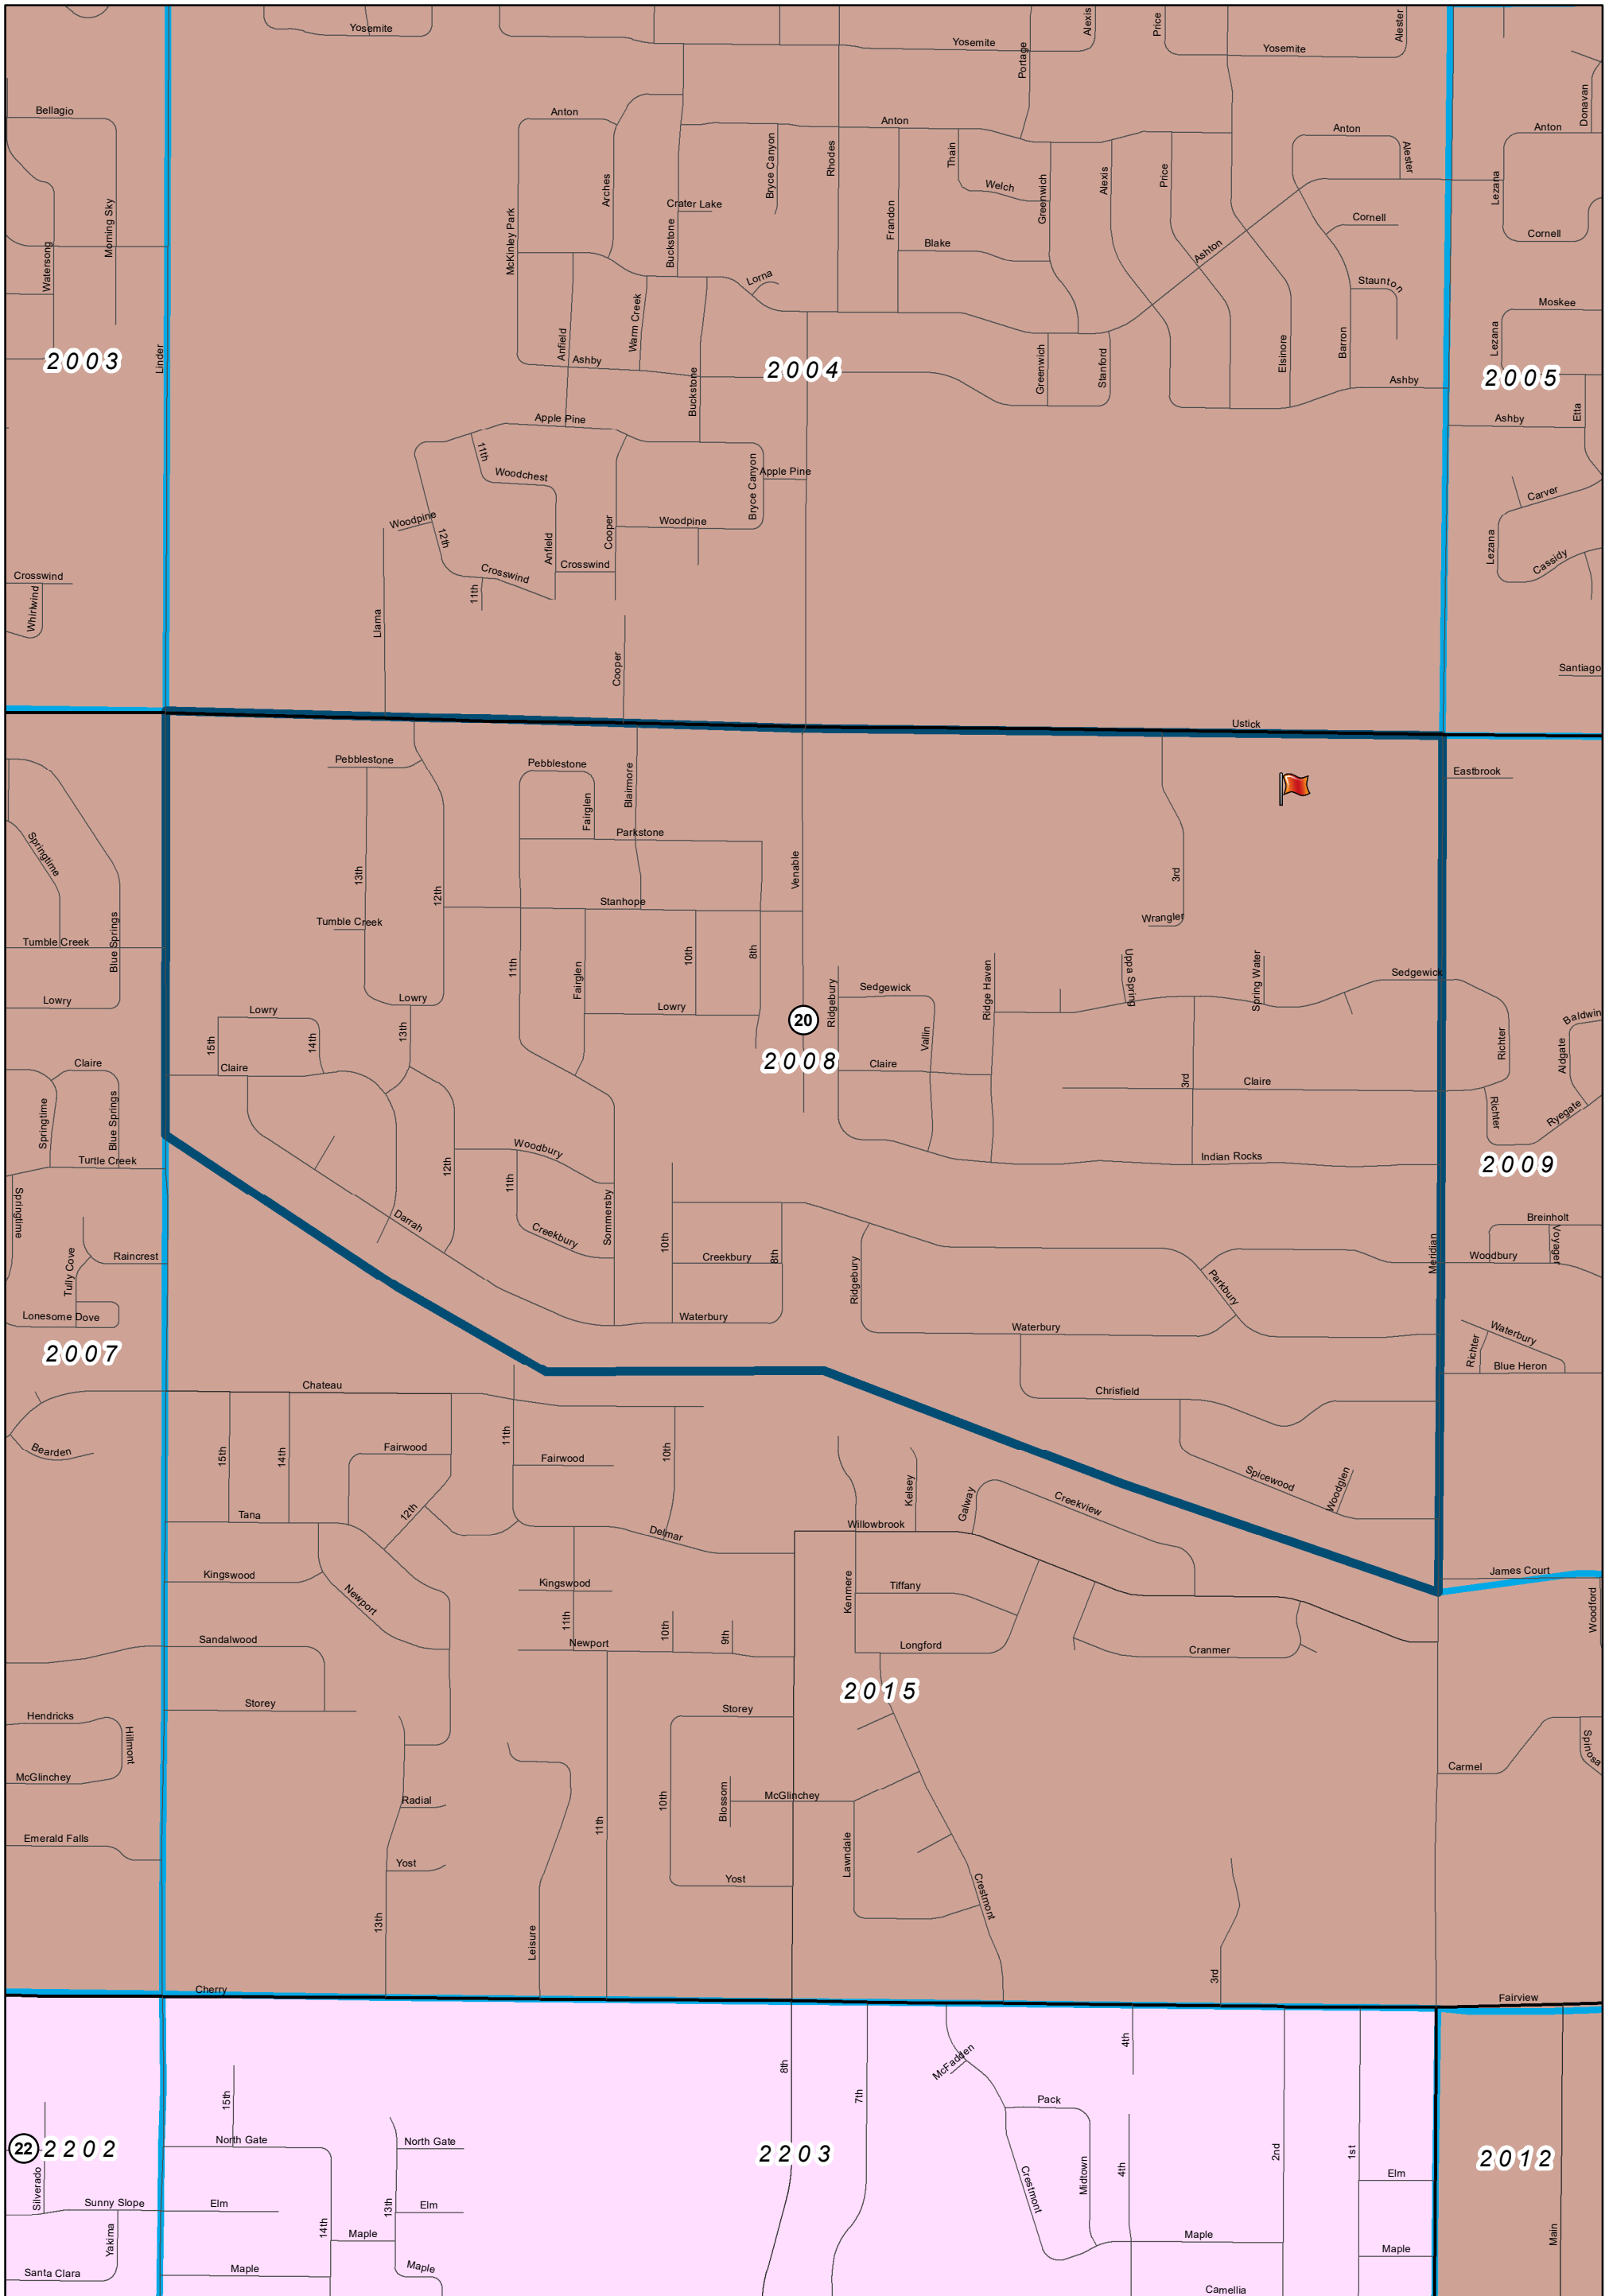 Yosemite
Yosemite
Yosemite
Alexis
Price
Alester
Portage
Donavan
Bellagio
Anton
Anton
Anton
Anton
Bryce Canyon
Rhodes
Thain
Alester
Arches
Welch
Greenwich
Alexis
Price
Lezana
Morning Sky
Crater Lake
Frandon
Cornell
Cornell
McKinley Park
Buckstone
Blake
Ashton
Watersong
Lorna
Staunton
Moskee
Warm Creek
Anfield
Ashby
Linder
2003
2004
2005
Greenwich
Stanford
Elsinore
Barron
Lezana
Ashby
Buckstone
Etta
Ashby
Apple Pine
11th
Woodchest
Apple Pine
Bryce Canyon
Carver
Woodpine
12th
Cooper
Woodpine
Anfield
Lezana
Cassidy
Crosswind
Crosswind
Crosswind
Whirlwind
11th
Llama
Cooper
Santiago
Ustick
Pebblestone
Pebblestone
Blairmore
Eastbrook
Fairglen
Parkstone
Springtime
Venable
13th
12th
3rd
Stanhope
Tumble Creek
Wrangler
Tumble Creek
Blue Springs
11th
Fairglen
10th
8th
Ridge Haven
Uppa Spring
Spring Water
Sedgewick
Sedgewick
Lowry
Lowry
Lowry
Lowry
Ridgebury
20
Baldwin
15th
14th
13th
Vallin
Richter
Aldgate
2008
Claire
Claire
Claire
Claire
3rd
Springtime
Blue Springs
Richter
Ryegate
Woodbury
Turtle Creek
Indian Rocks
2009
12th
11th
Springtime
Sommersby
Darrah
Creekbury
10th
Breinholt
Voyager
Raincrest
Tully Cove
Creekbury
8th
Ridgebury
Meridian
Woodbury
Parkbury
Lonesome Dove
Waterbury
Waterbury
Waterbury
2007
Richter
Blue Heron
Chateau
Chrisfield
Bearden
15th
14th
Fairwood
11th
Fairwood
10th
Kelsey
Spicewood
Woodglen
Galway
Creekview
12th
Tana
Delmar
Willowbrook
Kingswood
Kingswood
James Court
Newport
Kenmere
Tiffany
Woodford
11th
10th
9th
Sandalwood
Newport
Longford
Cranmer
2015
Storey
Storey
Hendricks
Hillmont
Spinosa
McGlinchey
Carmel
Radial
10th
Blossom
McGlinchey
11th
Emerald Falls
Lawndale
Yost
Yost
Crestmont
13th
Leisure
3rd
Cherry
Fairview
8th
McFadden
4th
15th
7th
Pack
22
2202
North Gate
North Gate
2203
4th
Midtown
2nd
1st
2012
Silverado
Sunny Slope
Elm
13th
Elm
Crestmont
Elm
Yakima
14th
Maple
Maple
Maple
Main
Santa Clara
Maple
Maple
Camellia